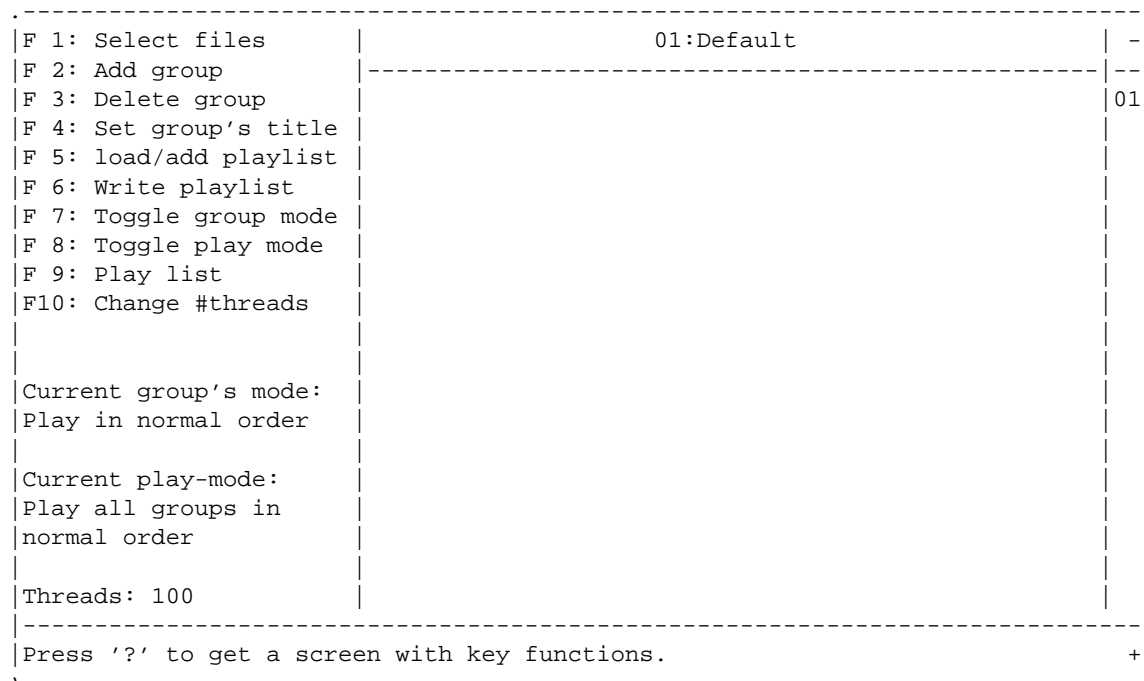 F 1: Select files 01:Default -
F 2: Add group --
F 3: Delete group 01
F 4: Set group's title
F 5: load/add playlist
F 6: Write playlist
F 7: Toggle group mode
F 8: Toggle play mode
F 9: Play list
F10: Change #threads
Current group's mode:
Play in normal order
Current play-mode:
Play all groups in
normal order
Threads: 100
Press '?' to get a screen with key functions. +